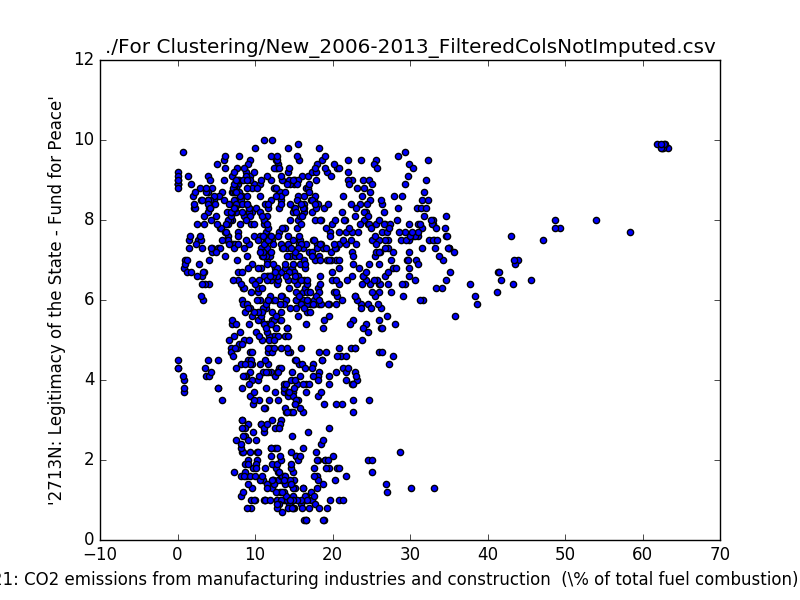 ./For Clustering/New_2006-2013_FilteredColsNotImputed.csv
'2713N: Legitimacy of the State - Fund for Peace'
12
10
8
6
4
2
0
−10 0 10 20 30 40 50 60 70
21: CO2 emissions from manufacturing industries and construction (\% of total fuel combustion)